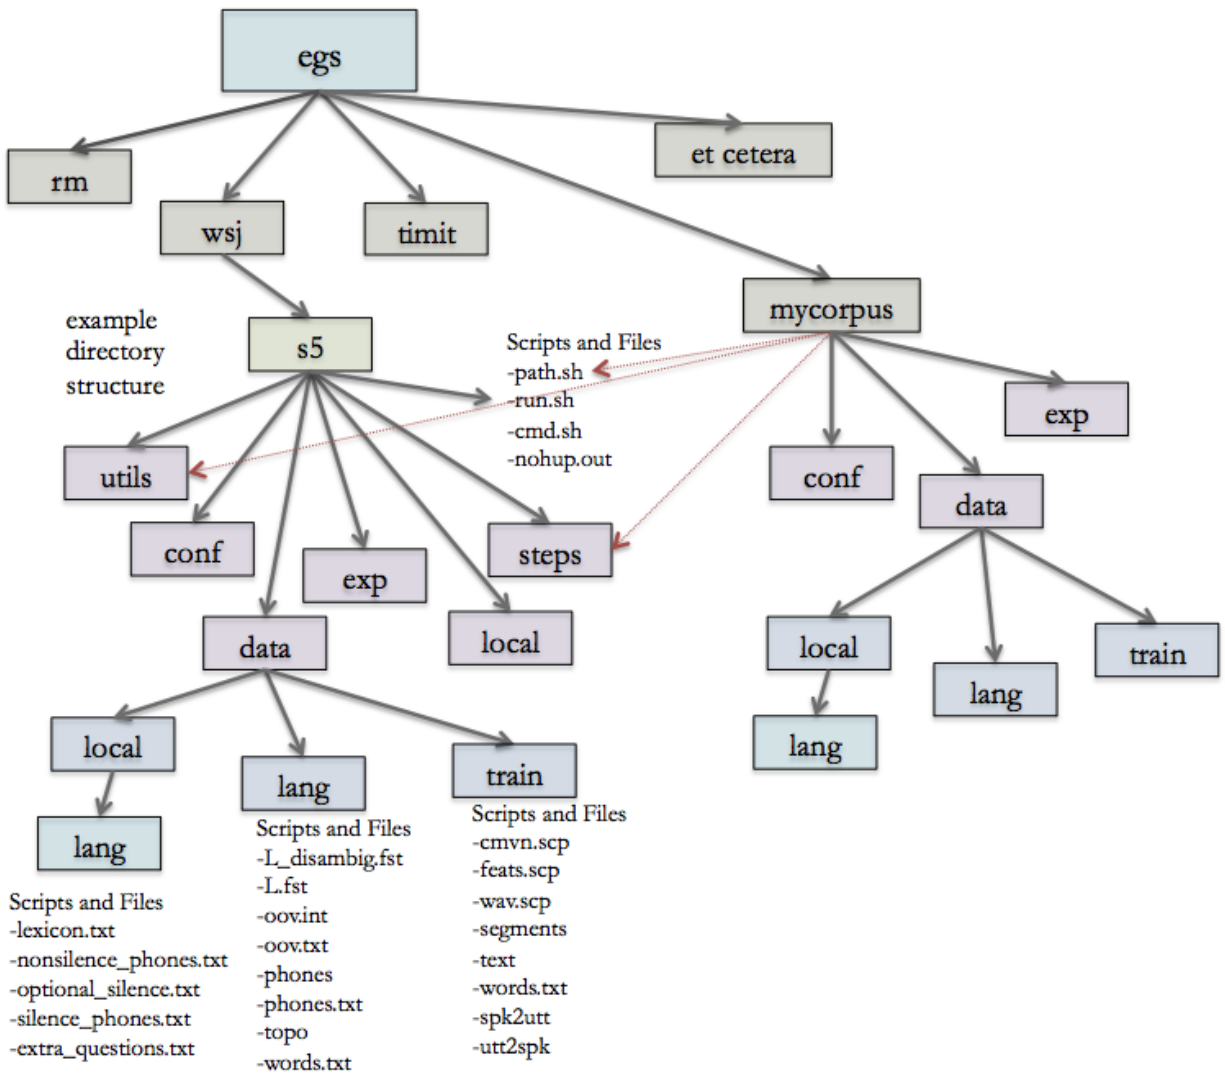 egs
et cetera
rm
wsj
timit
mycorpus
example
directory
structure
s5
Scripts and Files
-path.sh
-run.sh
-cmd.sh
-nohup.out
exp
utils
conf
data
conf
exp
steps
data
local
local
lang
train
local
lang
train
lang
lang
Scripts and Files
-lexicon.txt
-nonsilence_phones.txt
-optional_silence.txt
-silence_phones.txt
-extra_questions.txt
Scripts and Files
-L_disambig.fst
-L.fst
-oov.int
-oov.txt
-phones
-phones.txt
-topo
-words.txt
Scripts and Files
-cmvn.scp
-feats.scp
-wav.scp
-segments
-text
-words.txt
-spk2utt
-utt2spk